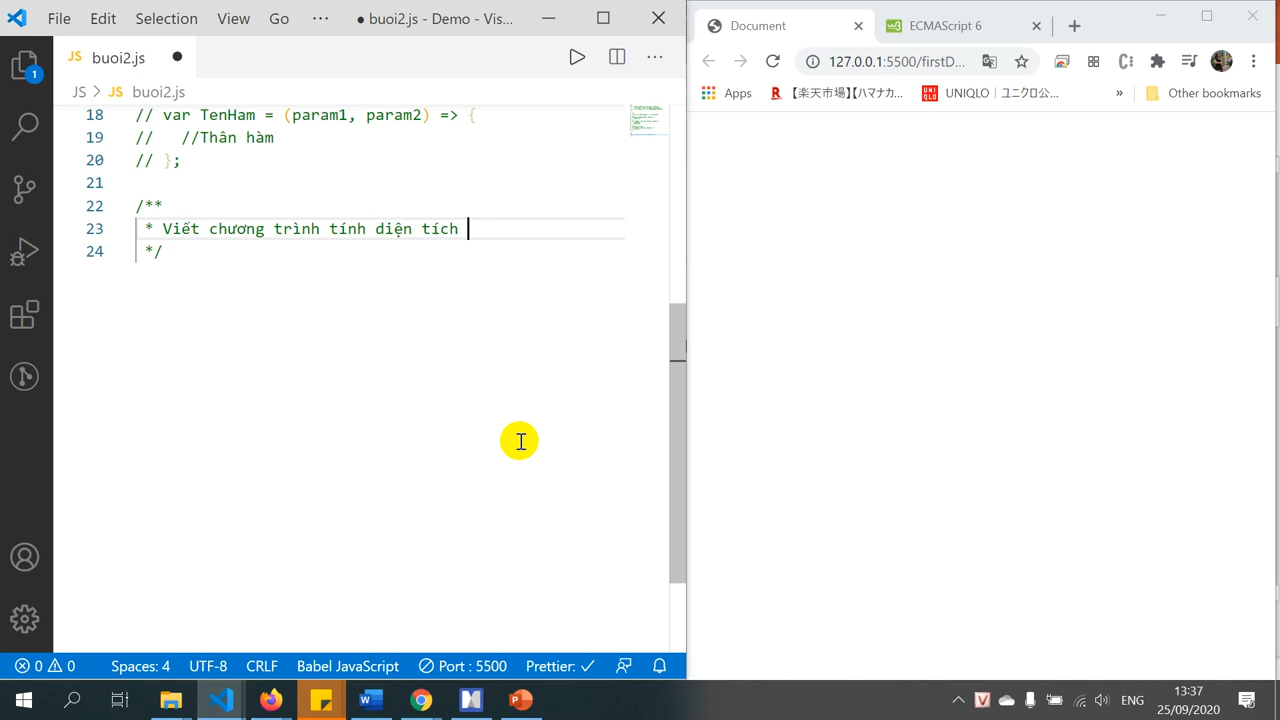 File Edit Selection View Go ··· ● buoi2.js - Demo - Vis...
Document
ECMAScript 6
JS buoi2.js ●
127.0.0.1:5500/firstD...
JS > JS buoi2.js
Apps
【楽天市場】【ハマナカ...
UNIQLO | ユニクロ公...
»
Other bookmarks
18 // var TenHam = (param1, param2) => {
19 //   //Thân hàm
20 // };
21
22 /**
23 * Viết chương trình tính diện tích
24 */
1
0 0 Spaces: 4 UTF-8 CRLF Babel JavaScript Port : 5500 Prettier: ✓
ENG
13:37
25/09/2020